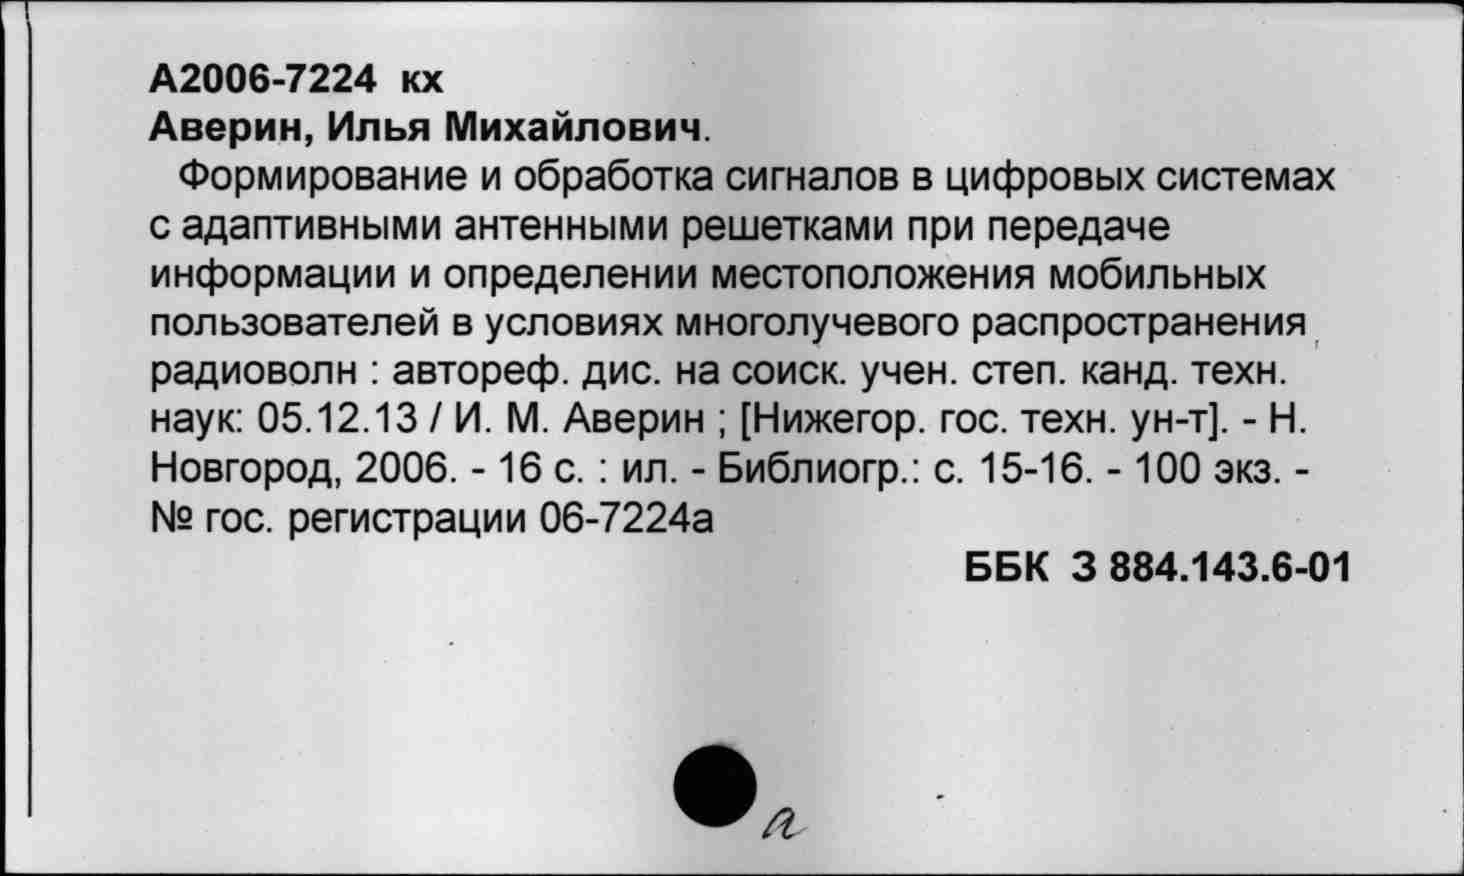 А2006-7224 кх
Аверин, Илья Михайлович.
Формирование и обработка сигналов в цифровых системах
с адаптивными антенными решетками при передаче
информации и определении местоположения мобильных
пользователей в условиях многолучевого распространения
радиоволн : автореф. дис. на соиск. учен. степ. канд. техн.
наук: 05.12.13 / И. М. Аверин ; [Нижегор. гос. техн. ун-т]. - Н.
Новгород, 2006. - 16 с. : ил. - Библиогр.: с. 15-16. - 100 экз. -
№ гос. регистрации 06-7224а
ББК З 884.143.6-01
а